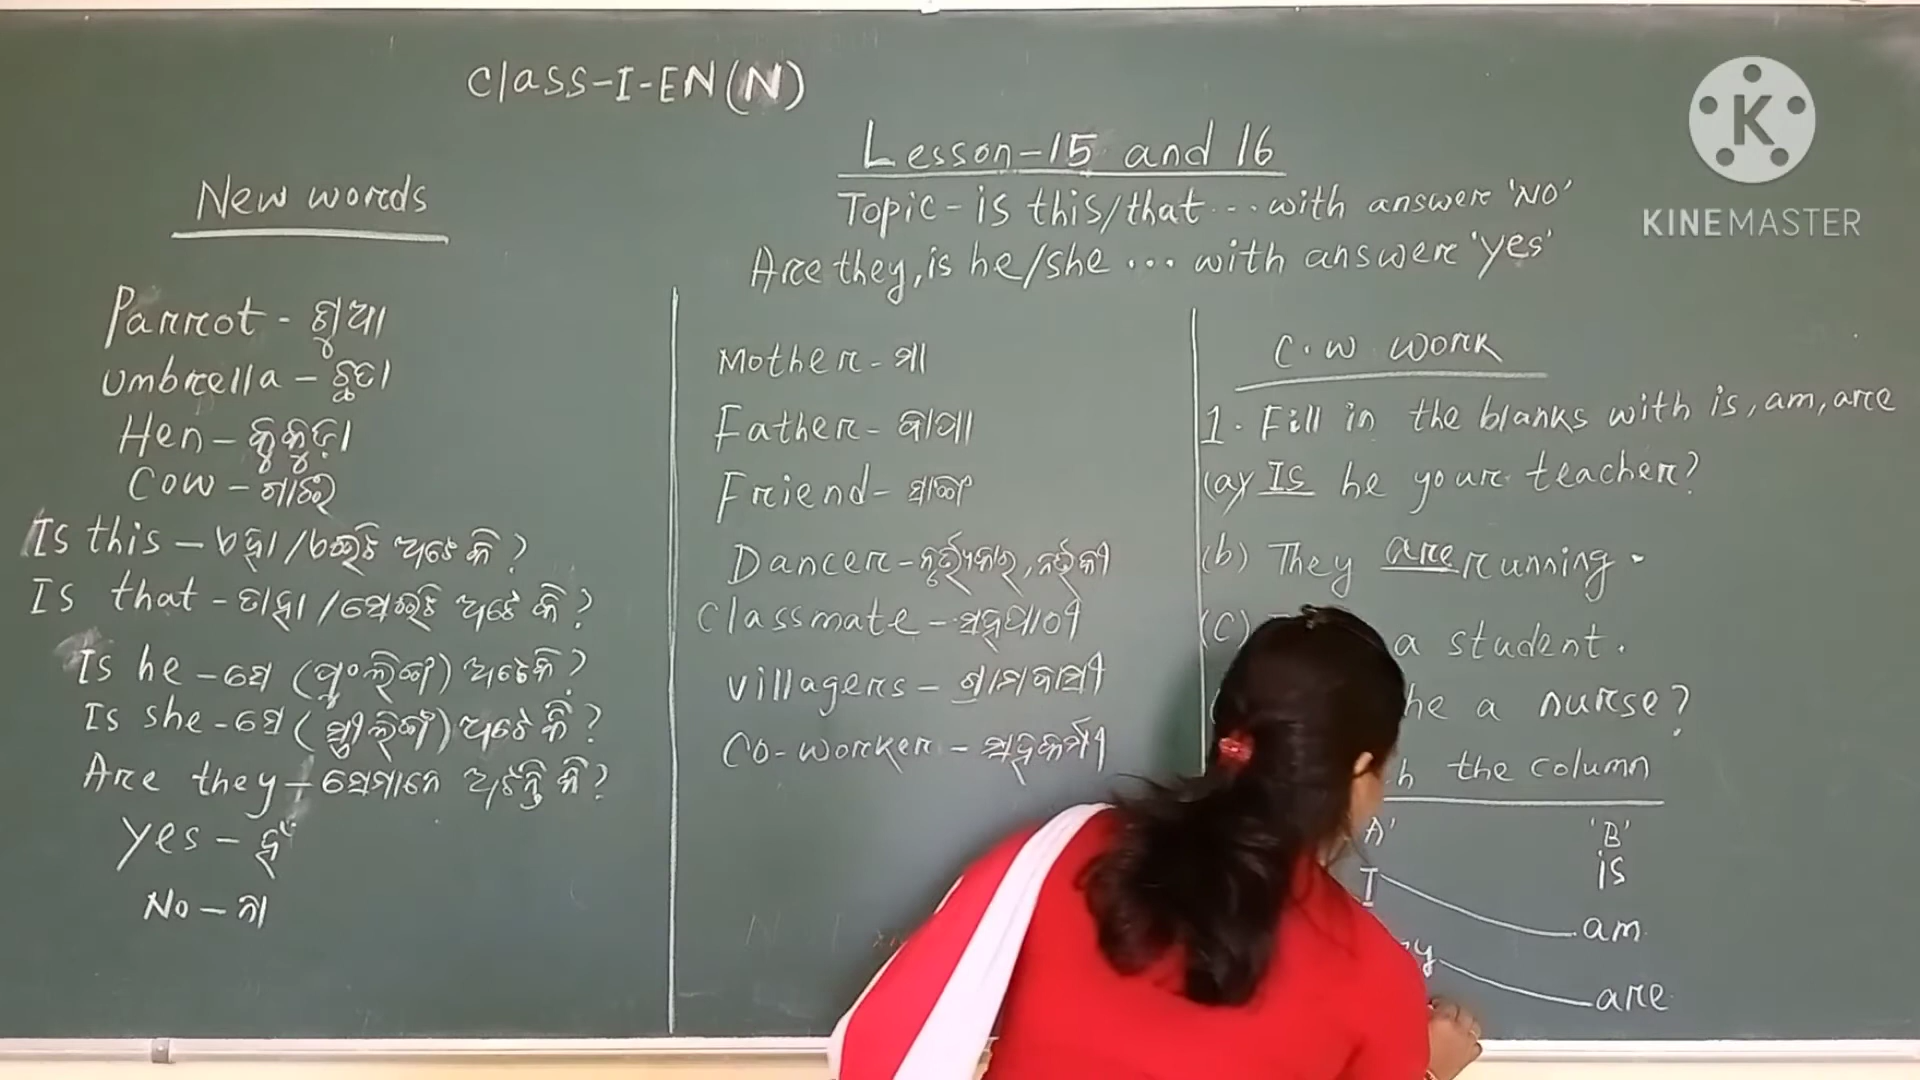 Class-I-EN(N)
Lesson-15 and 16
Topic-is this/that... with answer 'NO'
Are they, is he/she ... with answer 'yes'
New words
Parrot - ଶୁଆ
Umbrella - ଛତା
Hen - କୁକୁଡ଼ା
Cow - ଗାଈ
Is this - ଏହା/ଏଇଟି ଅଟେ କି?
Is that - ତାହା/ସେଇଟି ଅଟେ କି?
Is he - ସେ (ପୁଂଲିଙ୍ଗ) ଅଟେ କି?
Is she - ସେ (ସ୍ତ୍ରୀଲିଙ୍ଗ) ଅଟେ କି?
Are they - ସେମାନେ ଅଟନ୍ତି କି?
Yes - ହଁ
No - ନା
Mother - ମା
Father - ବାପା
Friend - ସାଙ୍ଗ
Dancer - ନର୍ତ୍ତକୀ
Classmate - ସହପାଠୀ
Villagers - ଗ୍ରାମବାସୀ
Co-worker - ସହକର୍ମୀ
C.W WORK
1. Fill in the blanks with is, am, are
(a) Is he your teacher?
(b) They are running.
(c) a student.
he a nurse?
the column
'A' 'B'
I is
am
are
KINEMASTER